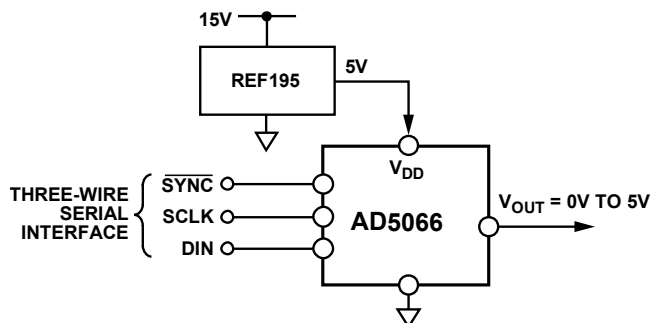 15V
REF195
5V
V_DD
THREE-WIRE
SERIAL
INTERFACE
SYNC
SCLK
DIN
AD5066
V_OUT = 0V TO 5V